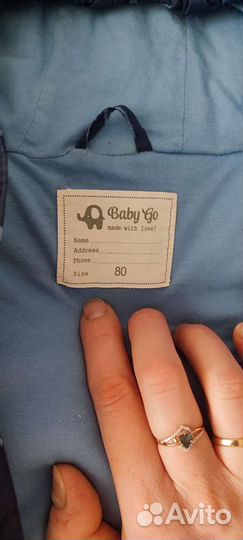 Baby Go
made with love!
Name
Address
Phone
Size 80
Avito